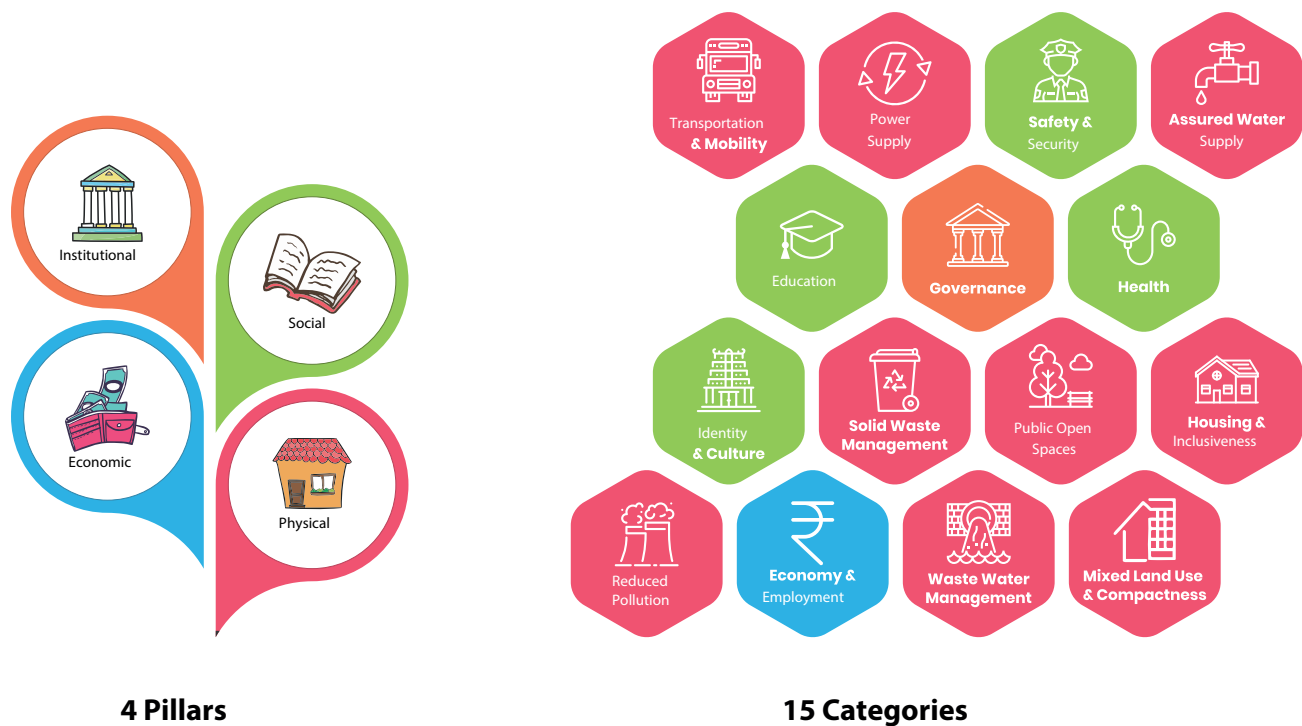 Institutional
Social
Economic
Physical
4 Pillars
Transportation
& Mobility
Power
Supply
Safety &
Security
Assured Water
Supply
Education
Governance
Health
Identity
& Culture
Solid Waste
Management
Public Open
Spaces
Housing &
Inclusiveness
Reduced
Pollution
Economy &
Employment
Waste Water
Management
Mixed Land Use
& Compactness
15 Categories